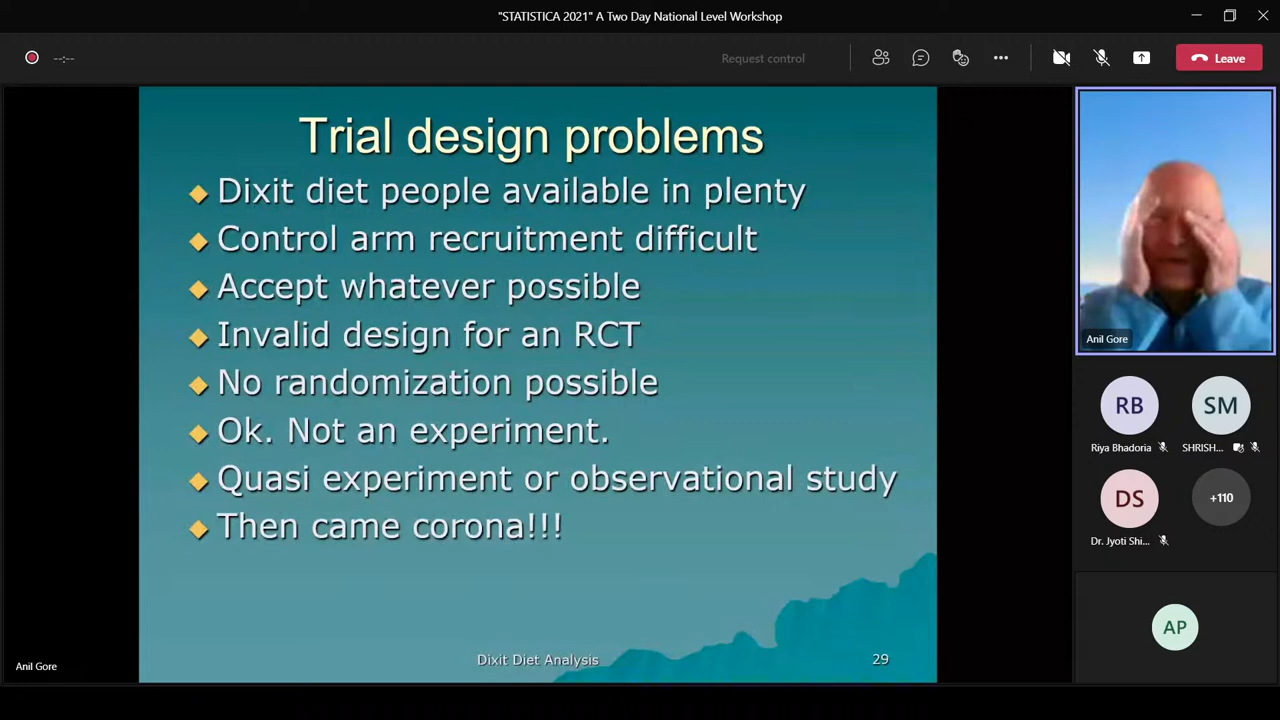 "STATISTICA 2021" A Two Day National Level Workshop
--:--
Request control
Leave
Trial design problems
Dixit diet people available in plenty
Control arm recruitment difficult
Accept whatever possible
Invalid design for an RCT
No randomization possible
Ok. Not an experiment.
Quasi experiment or observational study
Then came corona!!!
Dixit Diet Analysis
29
Anil Gore
Anil Gore
RB
SM
Riya Bhadoria
SHRISH...
DS
+110
Dr. Jyoti Shi...
AP